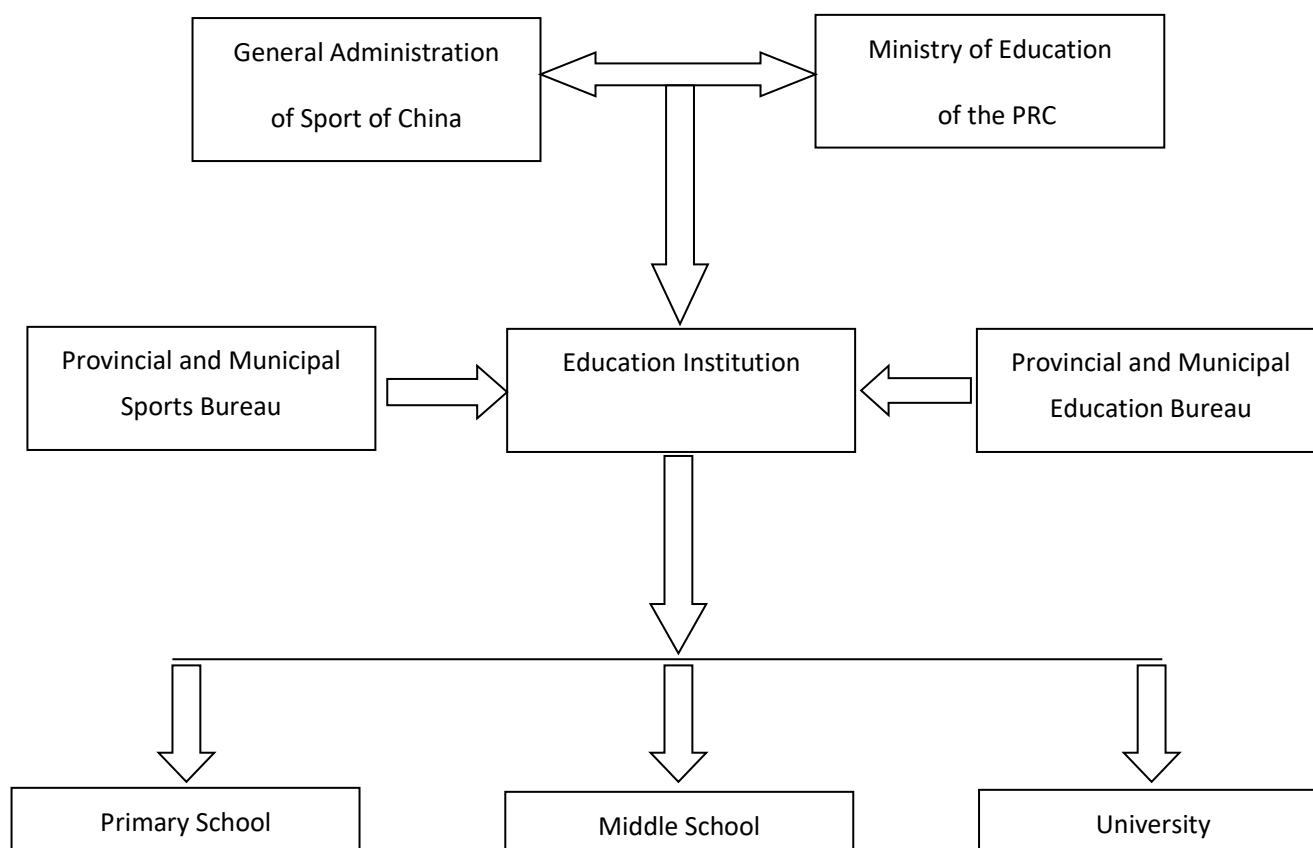 General Administration
of Sport of China
Ministry of Education
of the PRC
Provincial and Municipal
Sports Bureau
Education Institution
Provincial and Municipal
Education Bureau
Primary School
Middle School
University